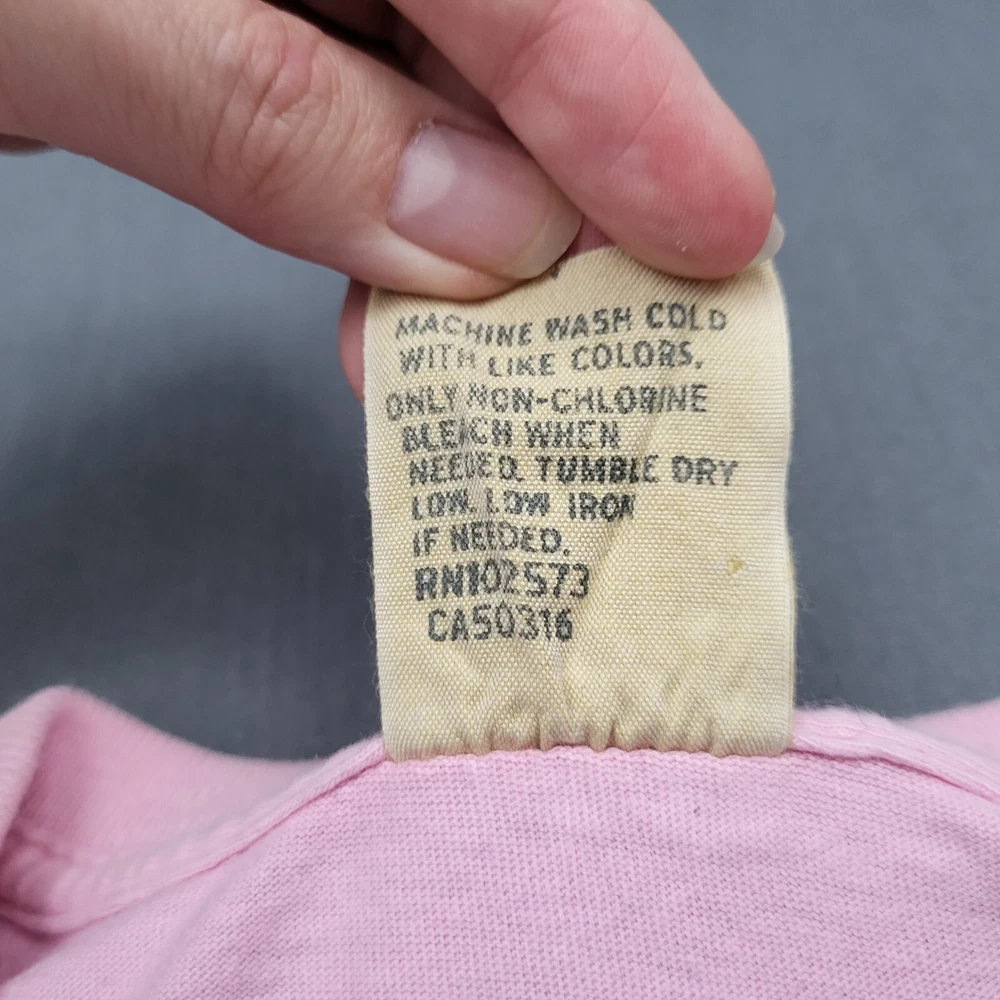 MACHINE WASH COLD
WITH LIKE COLORS.
ONLY NON-CHLORINE
BLEACH WHEN
NEEDED. TUMBLE DRY
LOW. LOW IRON
IF NEEDED.
RN102573
CA50316